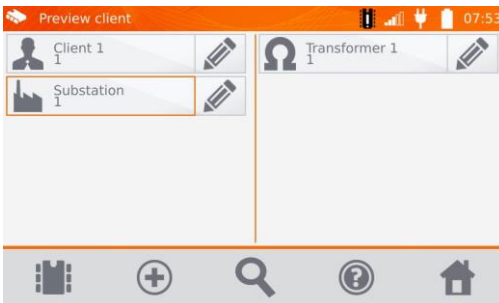 Preview client
07:53
Client 1
1
Transformer 1
1
Substation
1